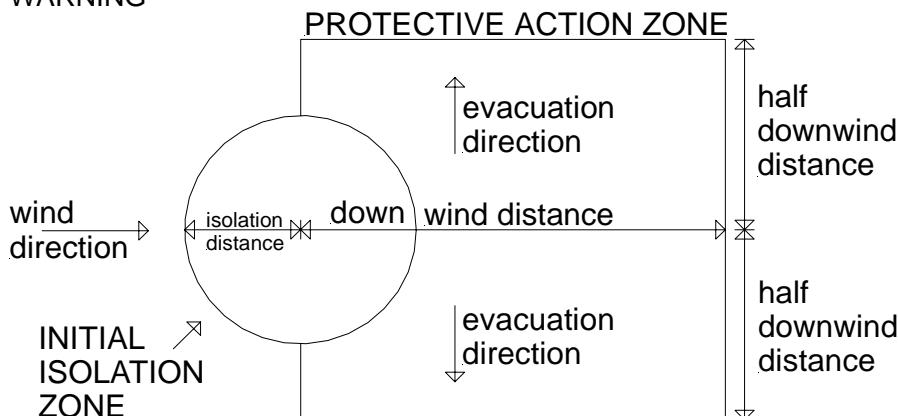 WARNING
PROTECTIVE ACTION ZONE
evacuation
direction
half
downwind
distance
wind
direction
isolation
distance
down wind distance
evacuation
direction
half
downwind
distance
INITIAL
ISOLATION
ZONE